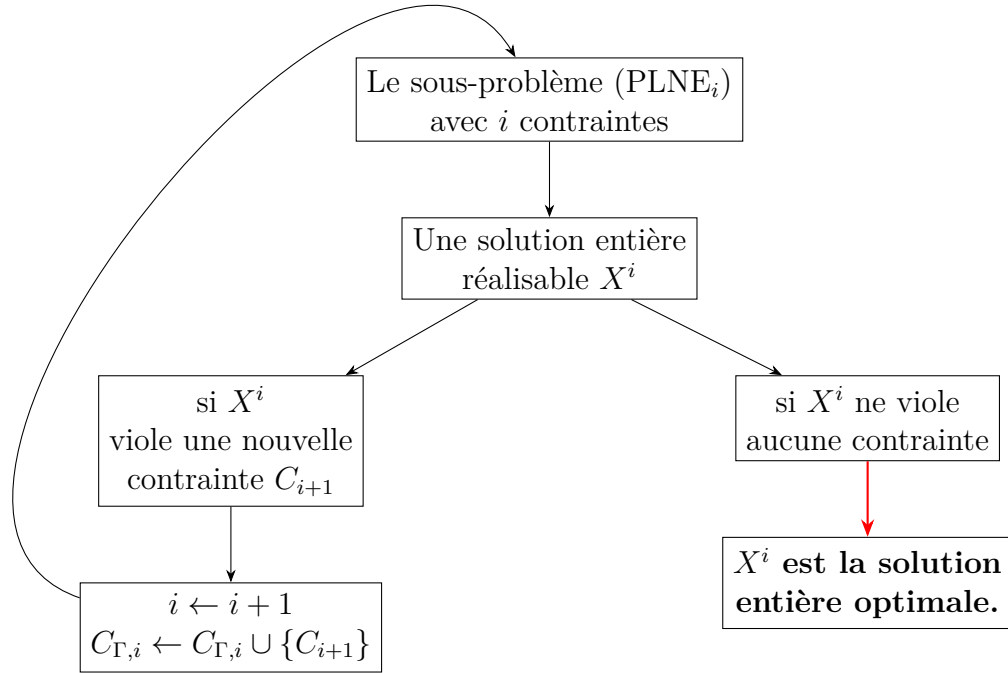 Le sous-problème (PLNE$_i$)
avec $i$ contraintes
Une solution entière
réalisable $X^i$
si $X^i$
viole une nouvelle
contrainte $C_{i+1}$
si $X^i$ ne viole
aucune contrainte
$i \leftarrow i + 1$
$C_{\Gamma,i} \leftarrow C_{\Gamma,i} \cup \{C_{i+1}\}$
$X^i$ est la solution
entière optimale.